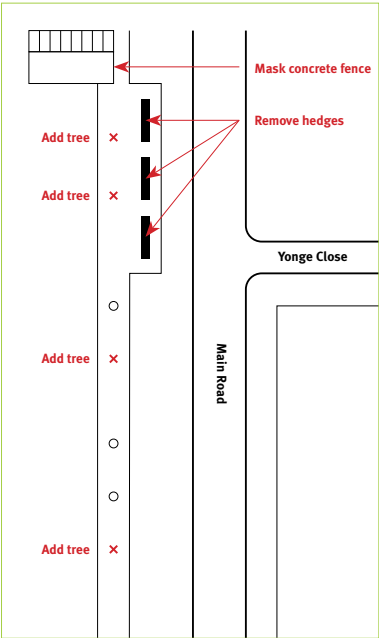 Mask concrete fence
Remove hedges
Add tree
Add tree
Yonge Close
Add tree
Main Road
Add tree